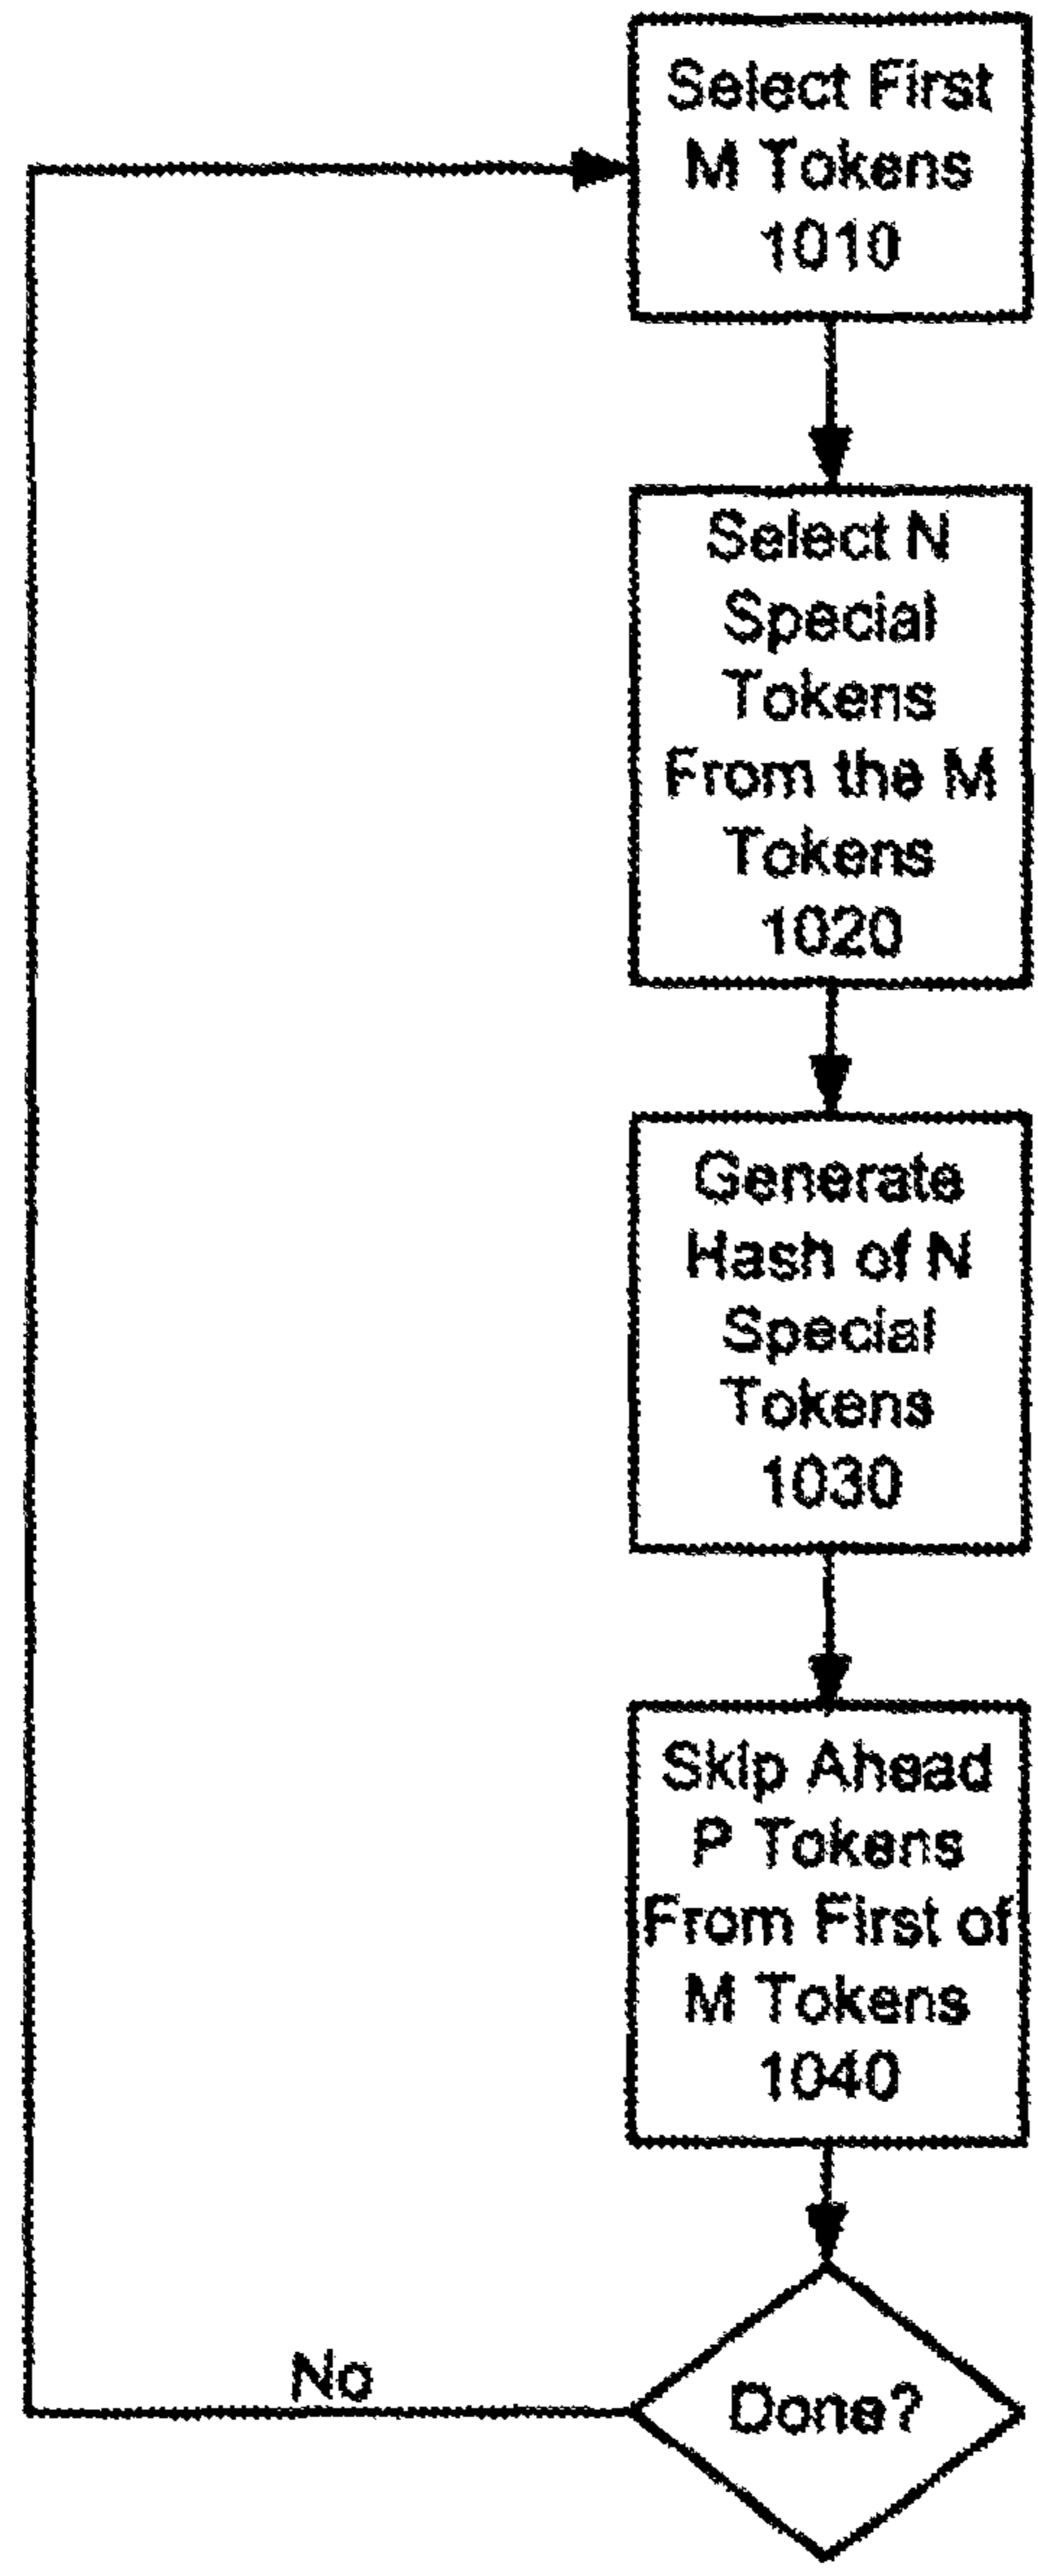 Select First
M Tokens
1010
Select N
Special
Tokens
From the M
Tokens
1020
Generate
Hash of N
Special
Tokens
1030
Skip Ahead
P Tokens
From First of
M Tokens
1040
Done?
No